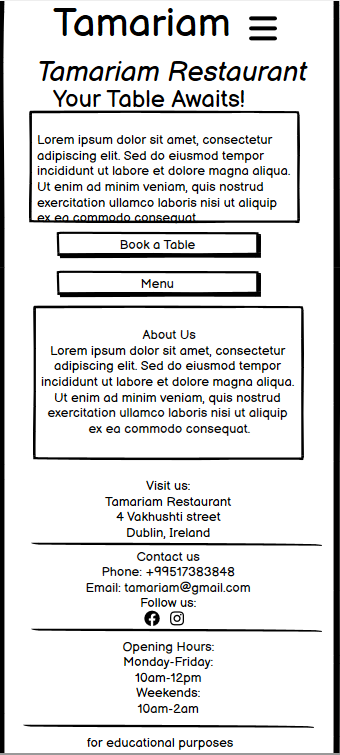 Tamariam
Tamariam Restaurant
Your Table Awaits!
Lorem ipsum dolor sit amet, consectetur
adipiscing elit. Sed do eiusmod tempor
incididunt ut labore et dolore magna aliqua.
Ut enim ad minim veniam, quis nostrud
exercitation ullamco laboris nisi ut aliquip
ex ea commodo consequat
Book a Table
Menu
About Us
Lorem ipsum dolor sit amet, consectetur
adipiscing elit. Sed do eiusmod tempor
incididunt ut labore et dolore magna aliqua.
Ut enim ad minim veniam, quis nostrud
exercitation ullamco laboris nisi ut aliquip
ex ea commodo consequat.
Visit us:
Tamariam Restaurant
4 Vakhushti street
Dublin, Ireland
Contact us
Phone: +99517383848
Email: tamariam@gmail.com
Follow us:
Opening Hours:
Monday-Friday:
10am-12pm
Weekends:
10am-2am
for educational purposes